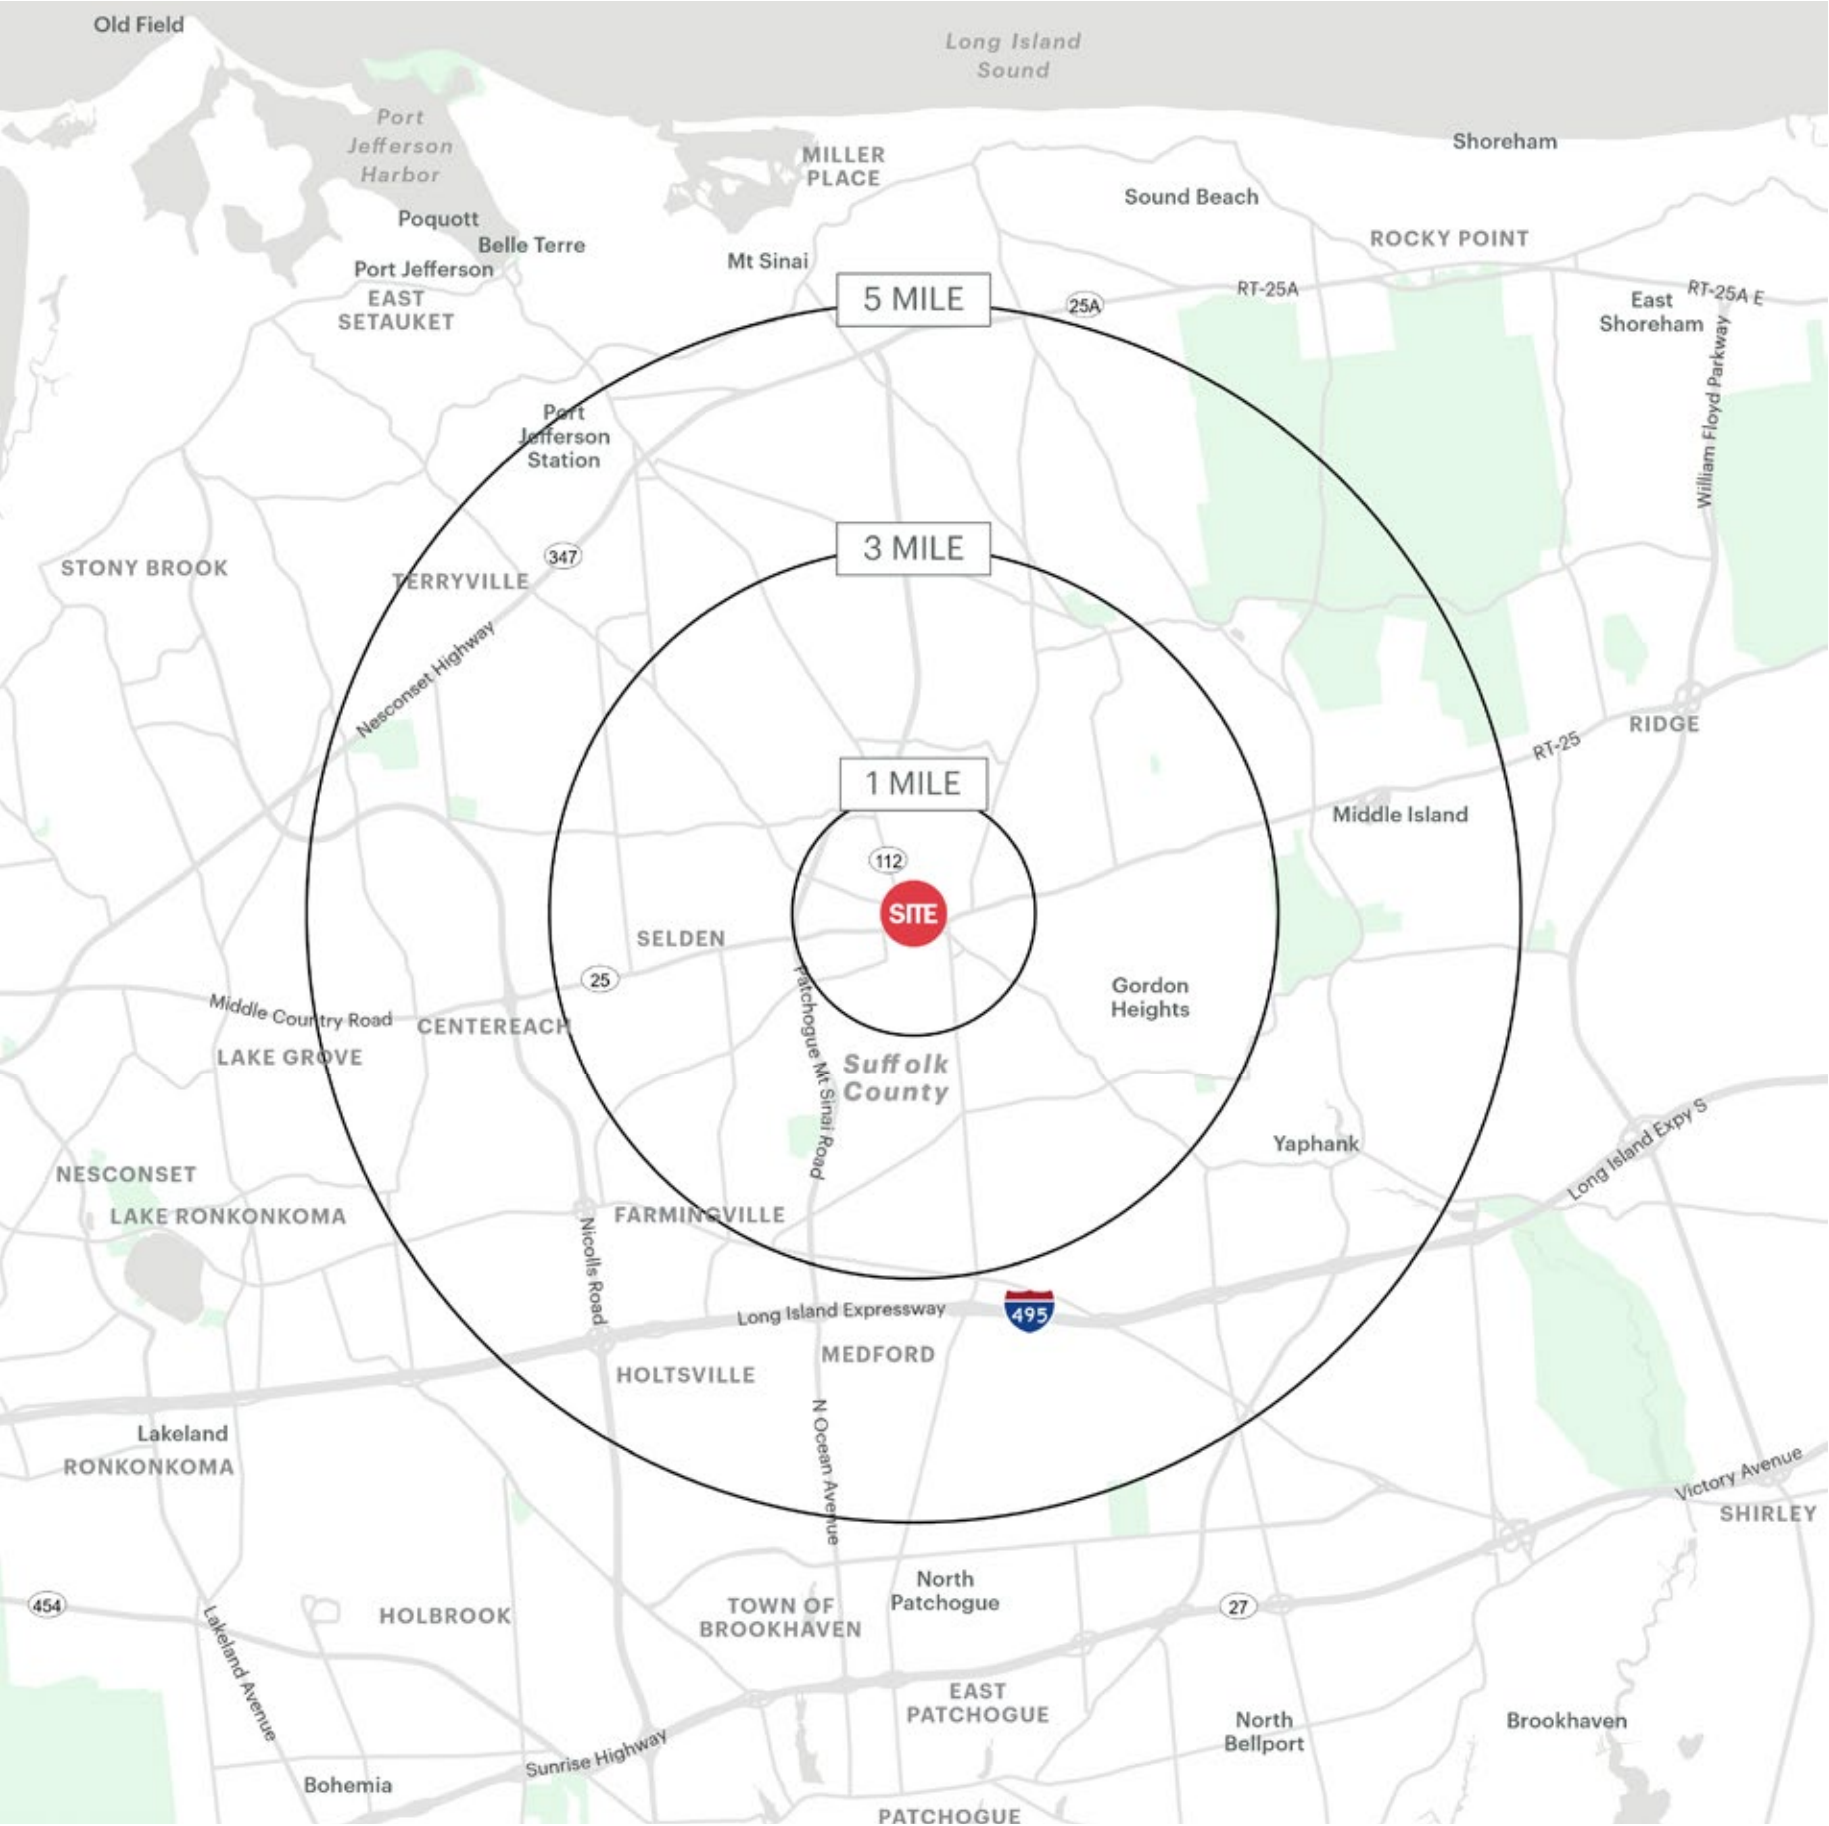 Old Field
Long Island
Sound
Port
Jefferson
Harbor
MILLER
PLACE
Shoreham
Sound Beach
Poquott
Belle Terre
ROCKY POINT
Mt Sinai
Port Jefferson
EAST
SETAUKET
5 MILE
25A
RT-25A
RT-25A E
East
Shoreham
William Floyd Parkway
Port
Jefferson
Station
3 MILE
347
STONY BROOK
TERRYVILLE
Nesconset Highway
RIDGE
RT-25
1 MILE
Middle Island
112
SITE
SELDEN
25
Gordon
Heights
Middle Country Road
CENTEREACH
LAKE GROVE
Patchogue Mt Sinai Road
Suffolk
County
Yaphank
Long Island Expy S
NESCONSET
LAKE RONKONKOMA
FARMINGVILLE
Nicolls Road
Long Island Expressway
495
MEDFORD
HOLTSVILLE
N Ocean Avenue
Lakeland
RONKONKOMA
Victory Avenue
SHIRLEY
454
Lakeland Avenue
HOLBROOK
TOWN OF
BROOKHAVEN
North
Patchogue
27
EAST
PATCHOGUE
North
Bellport
Brookhaven
Sunrise Highway
Bohemia
PATCHOGUE